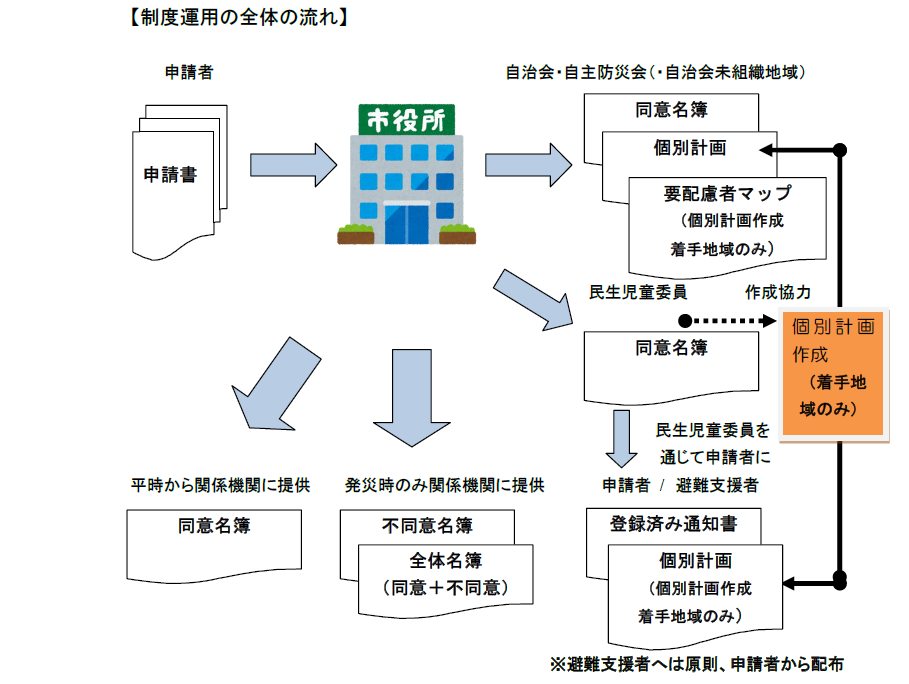 【制度運用の全体の流れ】
申請者
申請書
市役所
自治会・自主防災会（・自治会未組織地域）
同意名簿
個別計画
要配慮者マップ
（個別計画作成
着手地域のみ）
民生児童委員
作成協力
同意名簿
個別計画
作成
（着手地
域のみ）
民生児童委員を
通じて申請者に
申請者 / 避難支援者
登録済み通知書
個別計画
（個別計画作成
着手地域のみ）
※避難支援者へは原則、申請者から配布
平時から関係機関に提供
同意名簿
発災時のみ関係機関に提供
不同意名簿
全体名簿
（同意＋不同意）